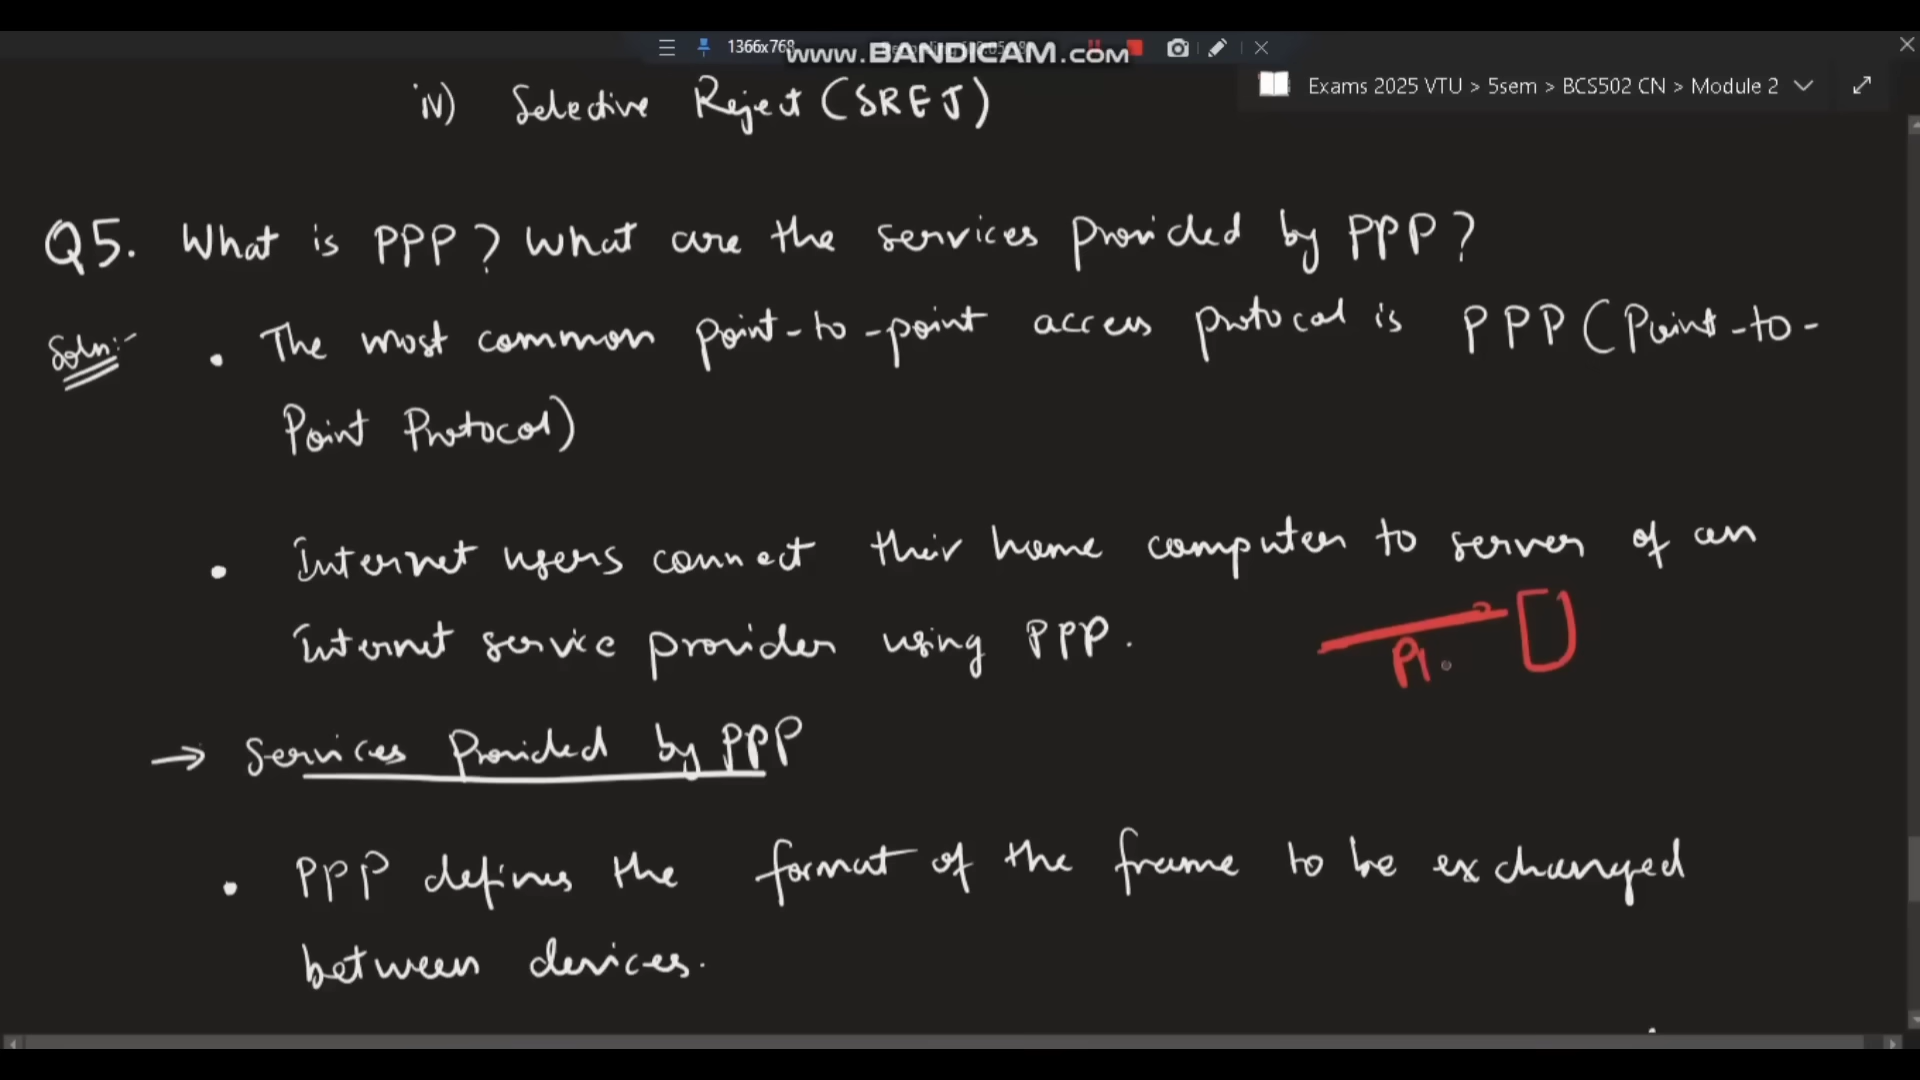 1366x768
www.BANDICAM.com
Exams 2025 VTU > 5sem > BCS502 CN > Module 2
iv) Selective Reject (SREJ)
Q5. What is PPP? What are the services provided by PPP?
Soln:-
• The most common point-to-point access protocol is PPP (Point-to-
Point Protocol)
• Internet users connect their home computer to server of an
Internet service provider using PPP.
→ Services Provided by PPP
• PPP defines the format of the frame to be exchanged
between devices.